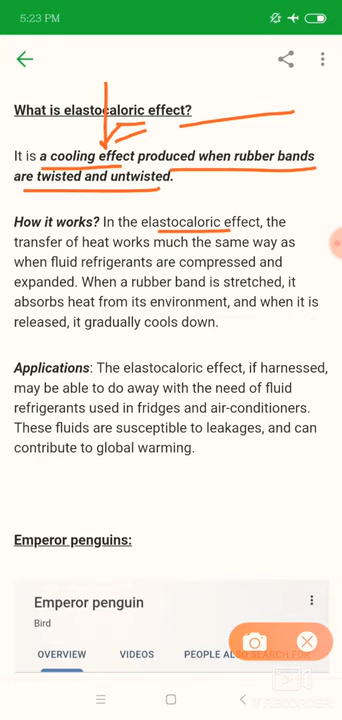 5:23 PM
What is elastocaloric effect?
It is a cooling effect produced when rubber bands
are twisted and untwisted.
How it works? In the elastocaloric effect, the
transfer of heat works much the same way as
when fluid refrigerants are compressed and
expanded. When a rubber band is stretched, it
absorbs heat from its environment, and when it is
released, it gradually cools down.
Applications: The elastocaloric effect, if harnessed,
may be able to do away with the need of fluid
refrigerants used in fridges and air-conditioners.
These fluids are susceptible to leakages, and can
contribute to global warming.
Emperor penguins:
Emperor penguin
Bird
OVERVIEW VIDEOS PEOPLE ALSO SEARCH FOR
RECORDER